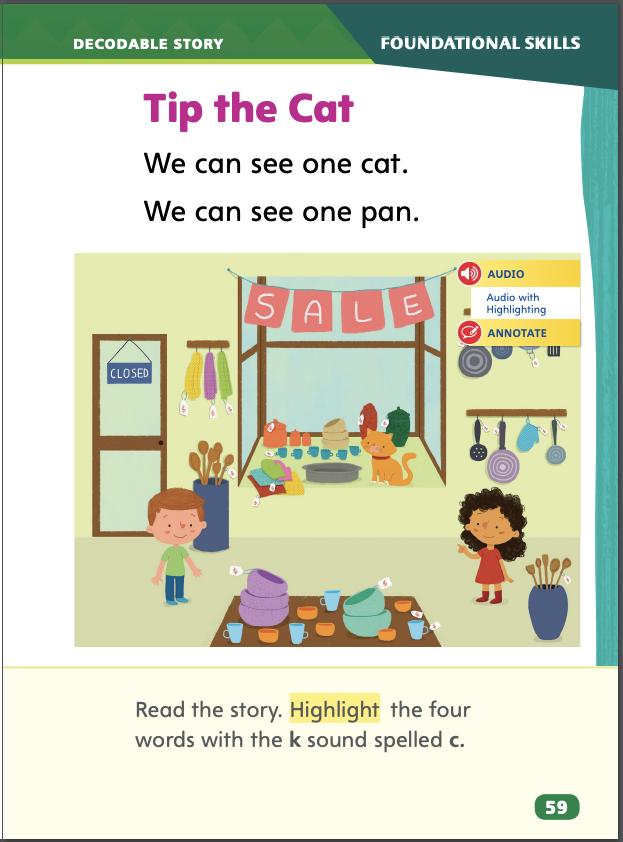 DECODABLE STORY
FOUNDATIONAL SKILLS
Tip the Cat
We can see one cat.
We can see one pan.
AUDIO
Audio with
Highlighting
ANNOTATE
SALE
CLOSED
Read the story. Highlight the four
words with the k sound spelled c.
59